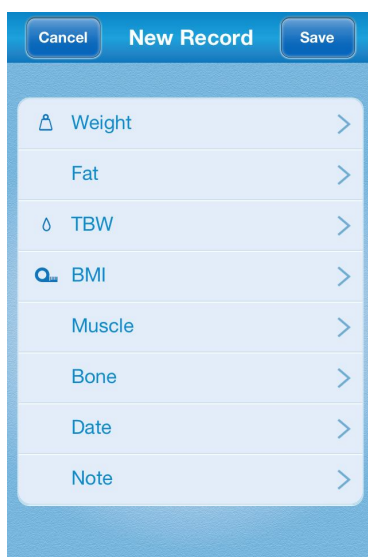 Cancel New Record Save
Weight
Fat
TBW
BMI
Muscle
Bone
Date
Note